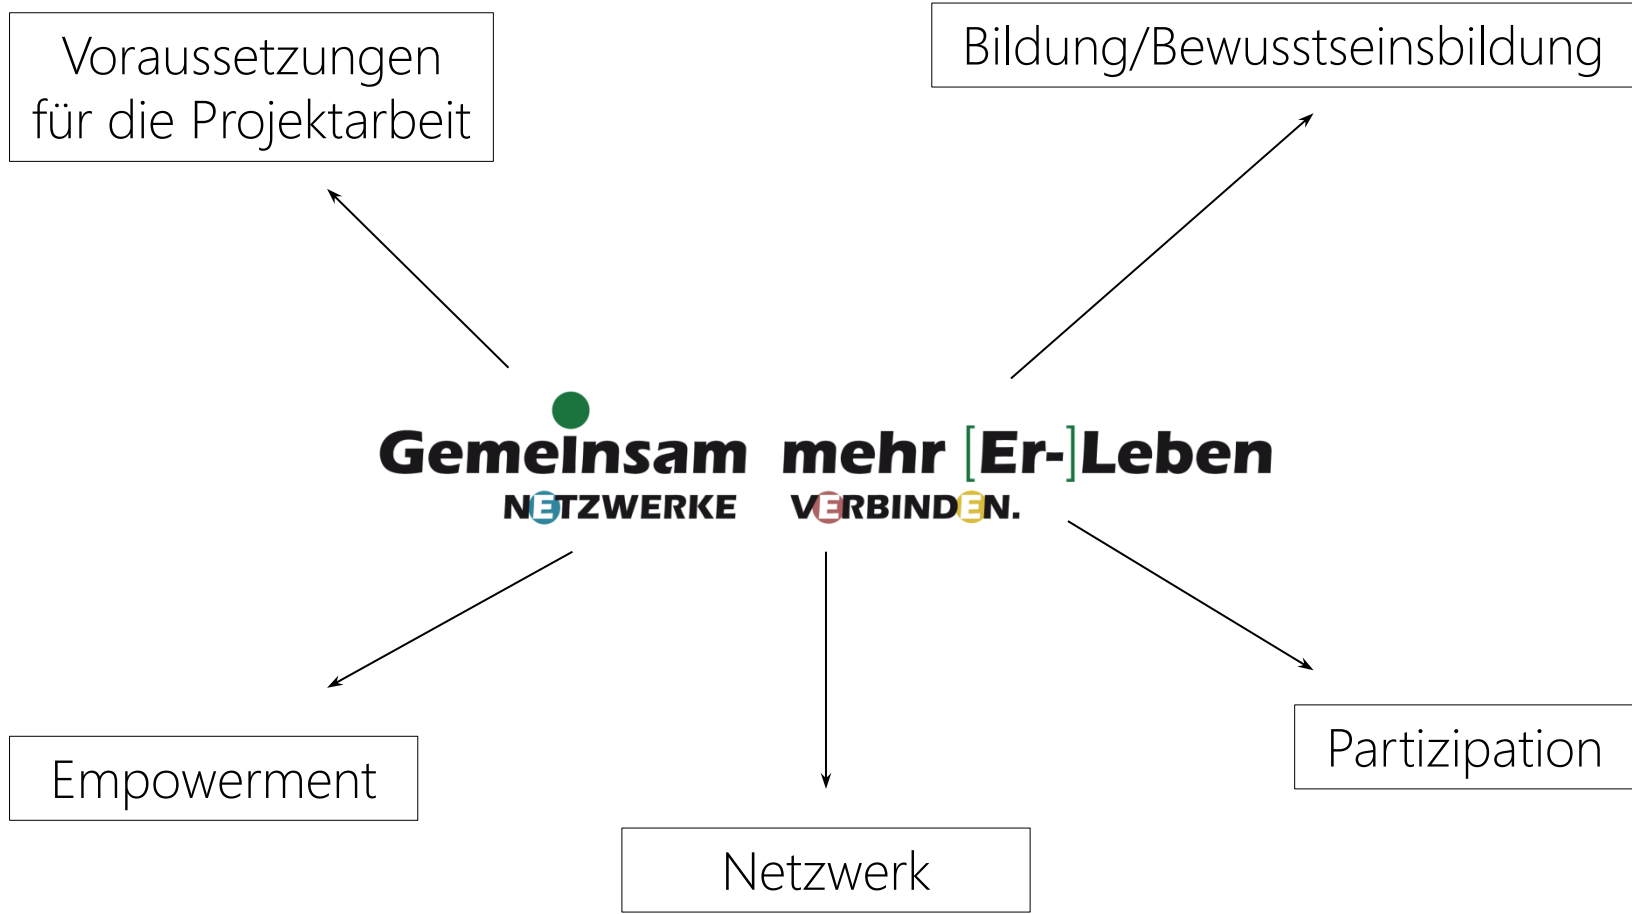 Voraussetzungen
für die Projektarbeit
Bildung/Bewusstseinsbildung
Gemeinsam mehr [Er-]Leben
NETZWERKE VERBINDEN.
Empowerment
Partizipation
Netzwerk